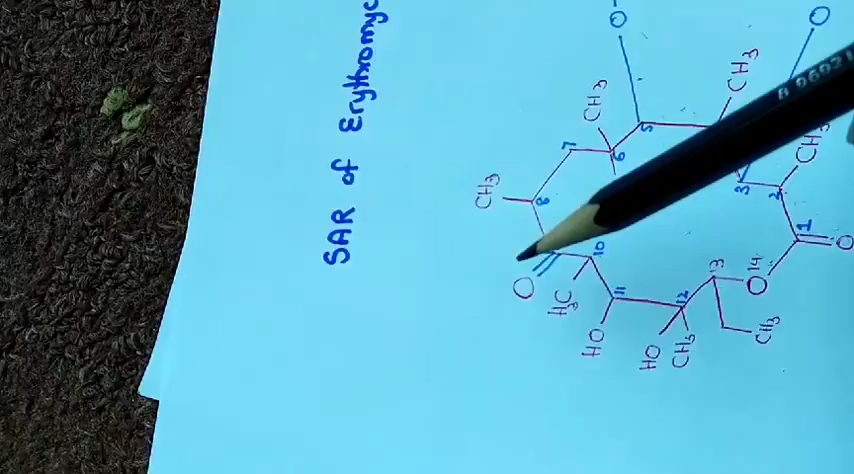 SAR of Erythromyc
O
O
CH3
CH3
7
5
6
CH3
8
CH3
3
2
1
O
10
O
H3C
11
13
14
O
12
HO
HO
CH3
CH3
B 96921